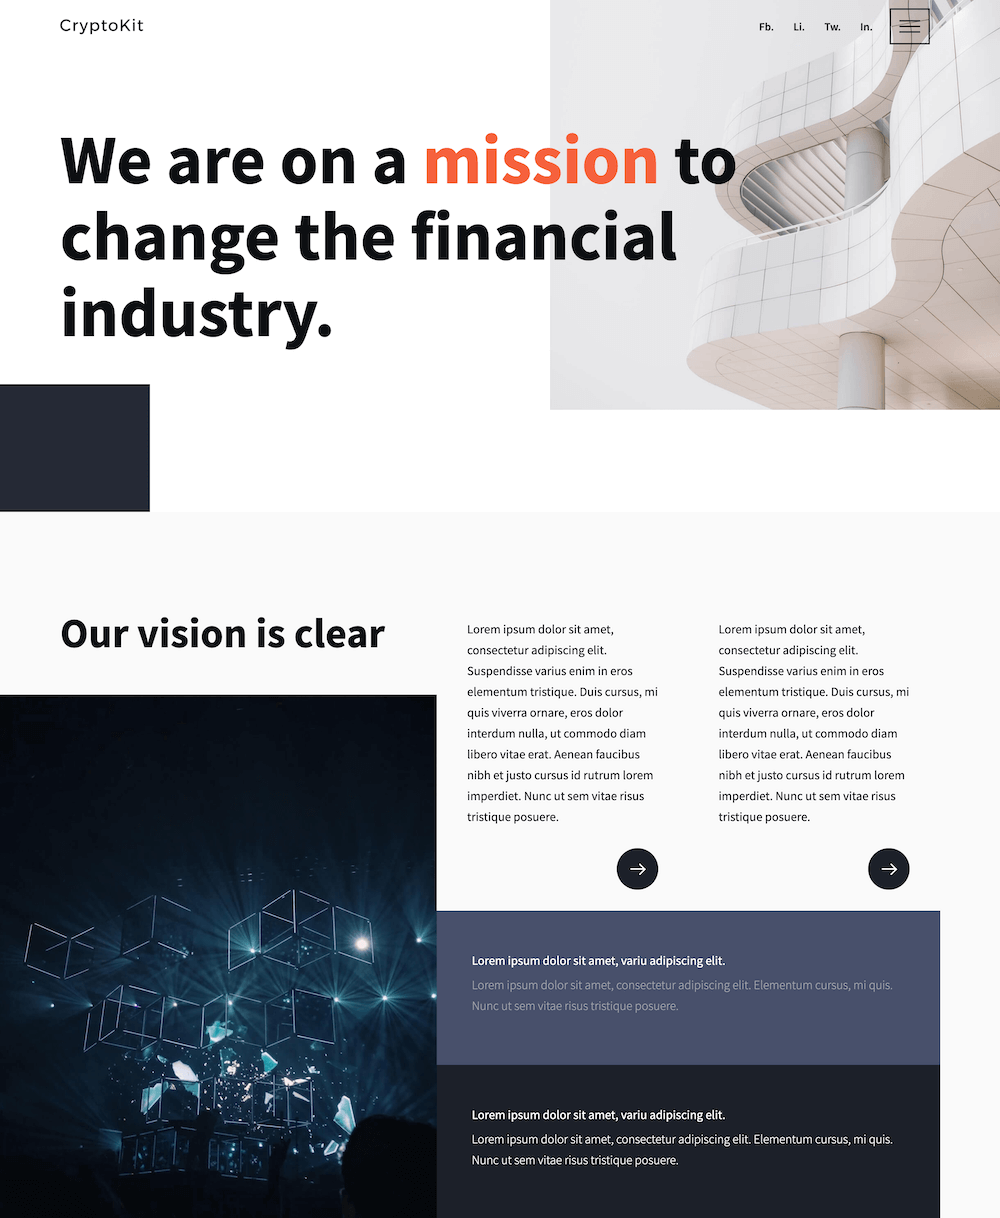 CryptoKit
Fb. Li. Tw. In.
We are on a mission to
change the financial
industry.
Our vision is clear
Lorem ipsum dolor sit amet,
consectetur adipiscing elit.
Suspendisse varius enim in eros
elementum tristique. Duis cursus, mi
quis viverra ornare, eros dolor
interdum nulla, ut commodo diam
libero vitae erat. Aenean faucibus
nibh et justo cursus id rutrum lorem
imperdiet. Nunc ut sem vitae risus
tristique posuere.
Lorem ipsum dolor sit amet,
consectetur adipiscing elit.
Suspendisse varius enim in eros
elementum tristique. Duis cursus, mi
quis viverra ornare, eros dolor
interdum nulla, ut commodo diam
libero vitae erat. Aenean faucibus
nibh et justo cursus id rutrum lorem
imperdiet. Nunc ut sem vitae risus
tristique posuere.
Lorem ipsum dolor sit amet, variu adipiscing elit.
Lorem ipsum dolor sit amet, consectetur adipiscing elit. Elementum cursus, mi quis.
Nunc ut sem vitae risus tristique posuere.
Lorem ipsum dolor sit amet, variu adipiscing elit.
Lorem ipsum dolor sit amet, consectetur adipiscing elit. Elementum cursus, mi quis.
Nunc ut sem vitae risus tristique posuere.